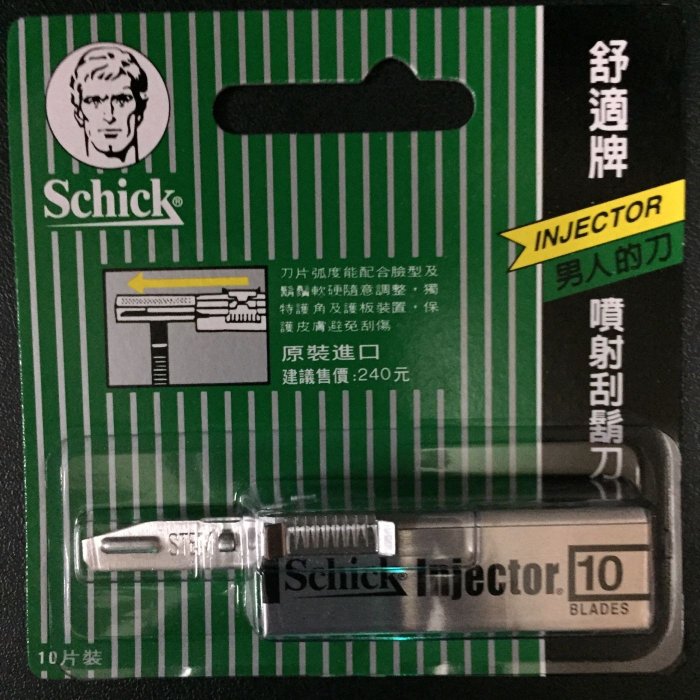 Schick®
舒適牌
INJECTOR
男人的刀
噴射刮鬍刀
刀片弧度能配合臉型及
鬍鬚軟硬隨意調整，獨
特護角及護板裝置，保
護皮膚避免刮傷
原裝進口
建議售價:240元
Schick® Injector® 10
BLADES
10片裝